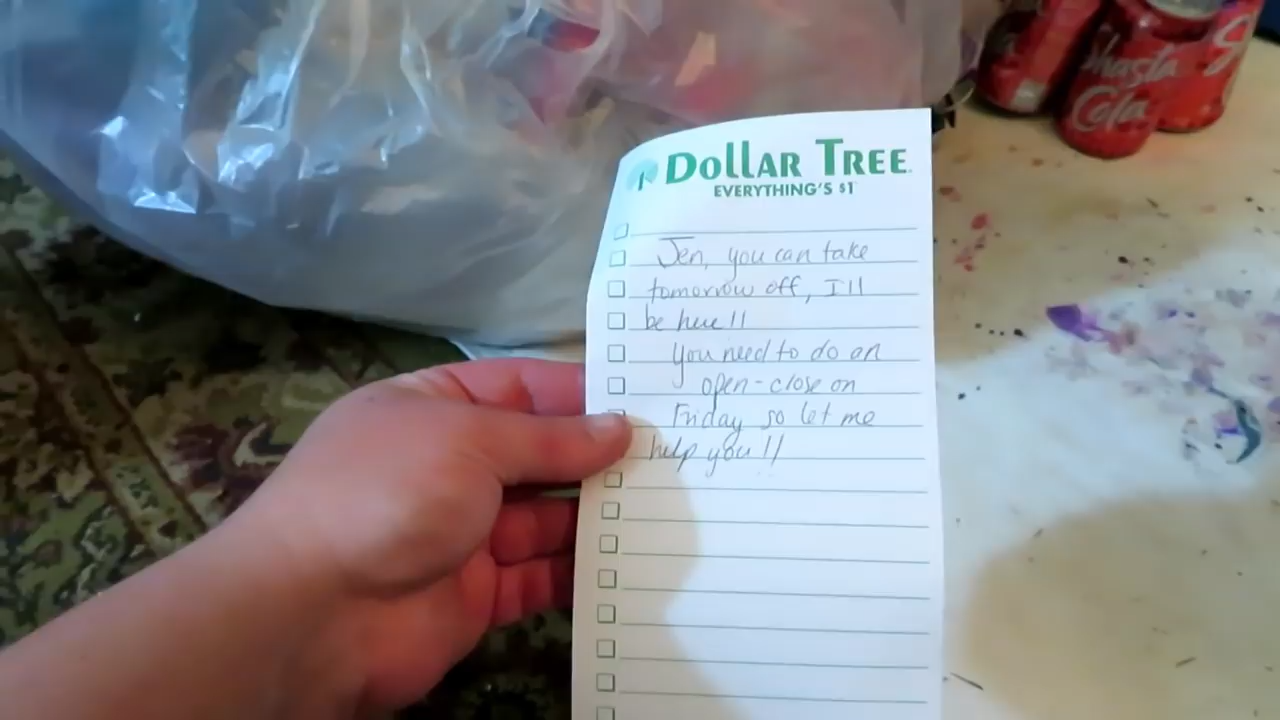 DOLLAR TREE
EVERYTHING'S $1
Jen, you can take
tomorrow off, I'll
be here!!
you need to do an
open-close on
Friday so let me
help you!!
Shasta
Cola